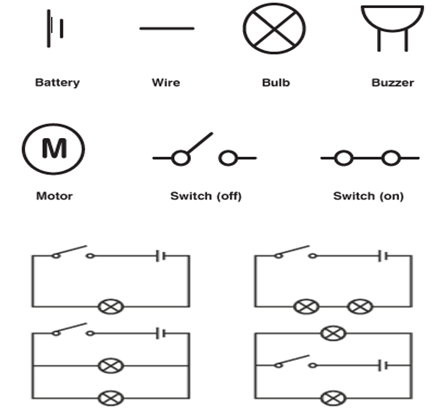 Battery Wire Bulb Buzzer
M
Motor Switch (off) Switch (on)